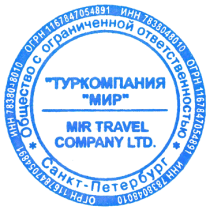 ИНН 7838048010 ОГРН 1167847054891 ИНН 7838048010 ОГРН 1167847054891 ИНН 7838048010 ОГРН 1167847054891
Общество с ограниченной ответственностью
"ТУРКОМПАНИЯ
"МИР"
MIR TRAVEL
COMPANY LTD.
* Санкт-Петербург *